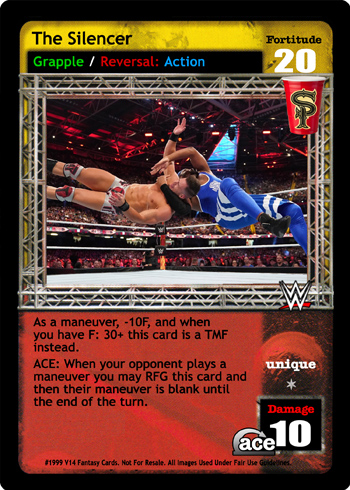 The Silencer
Fortitude
20
Grapple / Reversal: Action
SP
W
As a maneuver, -10F, and when
you have F: 30+ this card is a TMF
instead.
ACE: When your opponent plays a
maneuver you may RFG this card and
then their maneuver is blank until
the end of the turn.
unique
Damage
ace
10
#1999 V14 Fantasy Cards. Not For Resale. All Images Used Under Fair Use Guidelines.